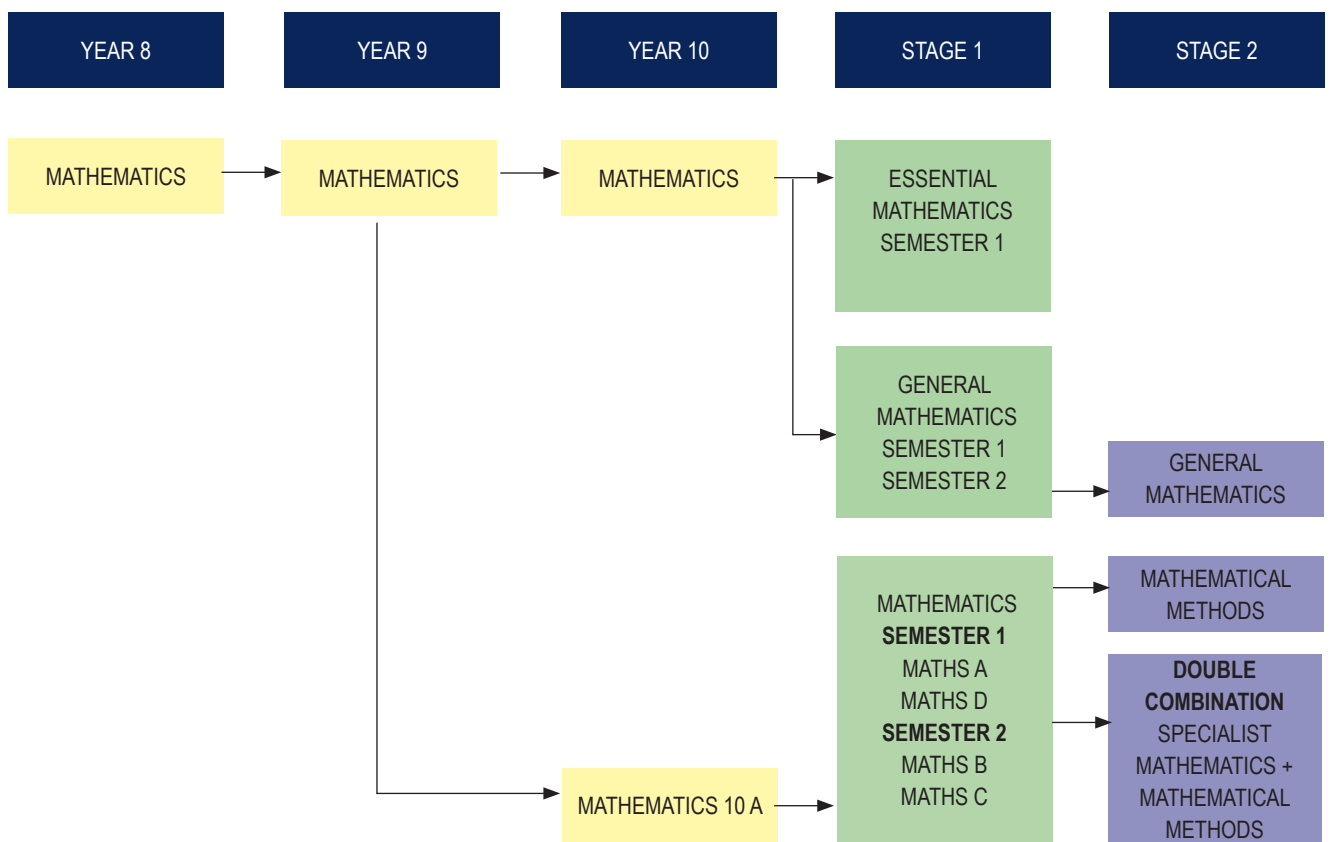 YEAR 8
YEAR 9
YEAR 10
STAGE 1
STAGE 2
MATHEMATICS
MATHEMATICS
MATHEMATICS
ESSENTIAL
MATHEMATICS
SEMESTER 1
GENERAL
MATHEMATICS
SEMESTER 1
SEMESTER 2
GENERAL
MATHEMATICS
MATHEMATICS 10 A
MATHEMATICS
SEMESTER 1
MATHS A
MATHS D
SEMESTER 2
MATHS B
MATHS C
MATHEMATICAL
METHODS
DOUBLE
COMBINATION
SPECIALIST
MATHEMATICS +
MATHEMATICAL
METHODS